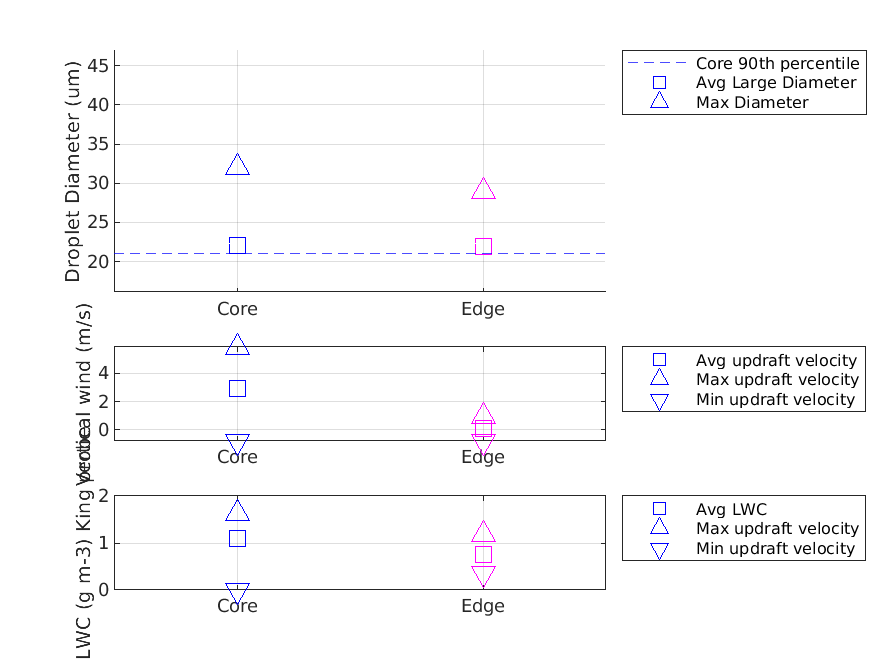 Droplet Diameter (um)
45
40
35
30
25
20
Core
Edge
Core 90th percentile
Avg Large Diameter
Max Diameter
Vertical wind (m/s)
4
2
0
Core
Edge
Avg updraft velocity
Max updraft velocity
Min updraft velocity
LWC (g m-3) King probe
2
1
0
Core
Edge
Avg LWC
Max updraft velocity
Min updraft velocity